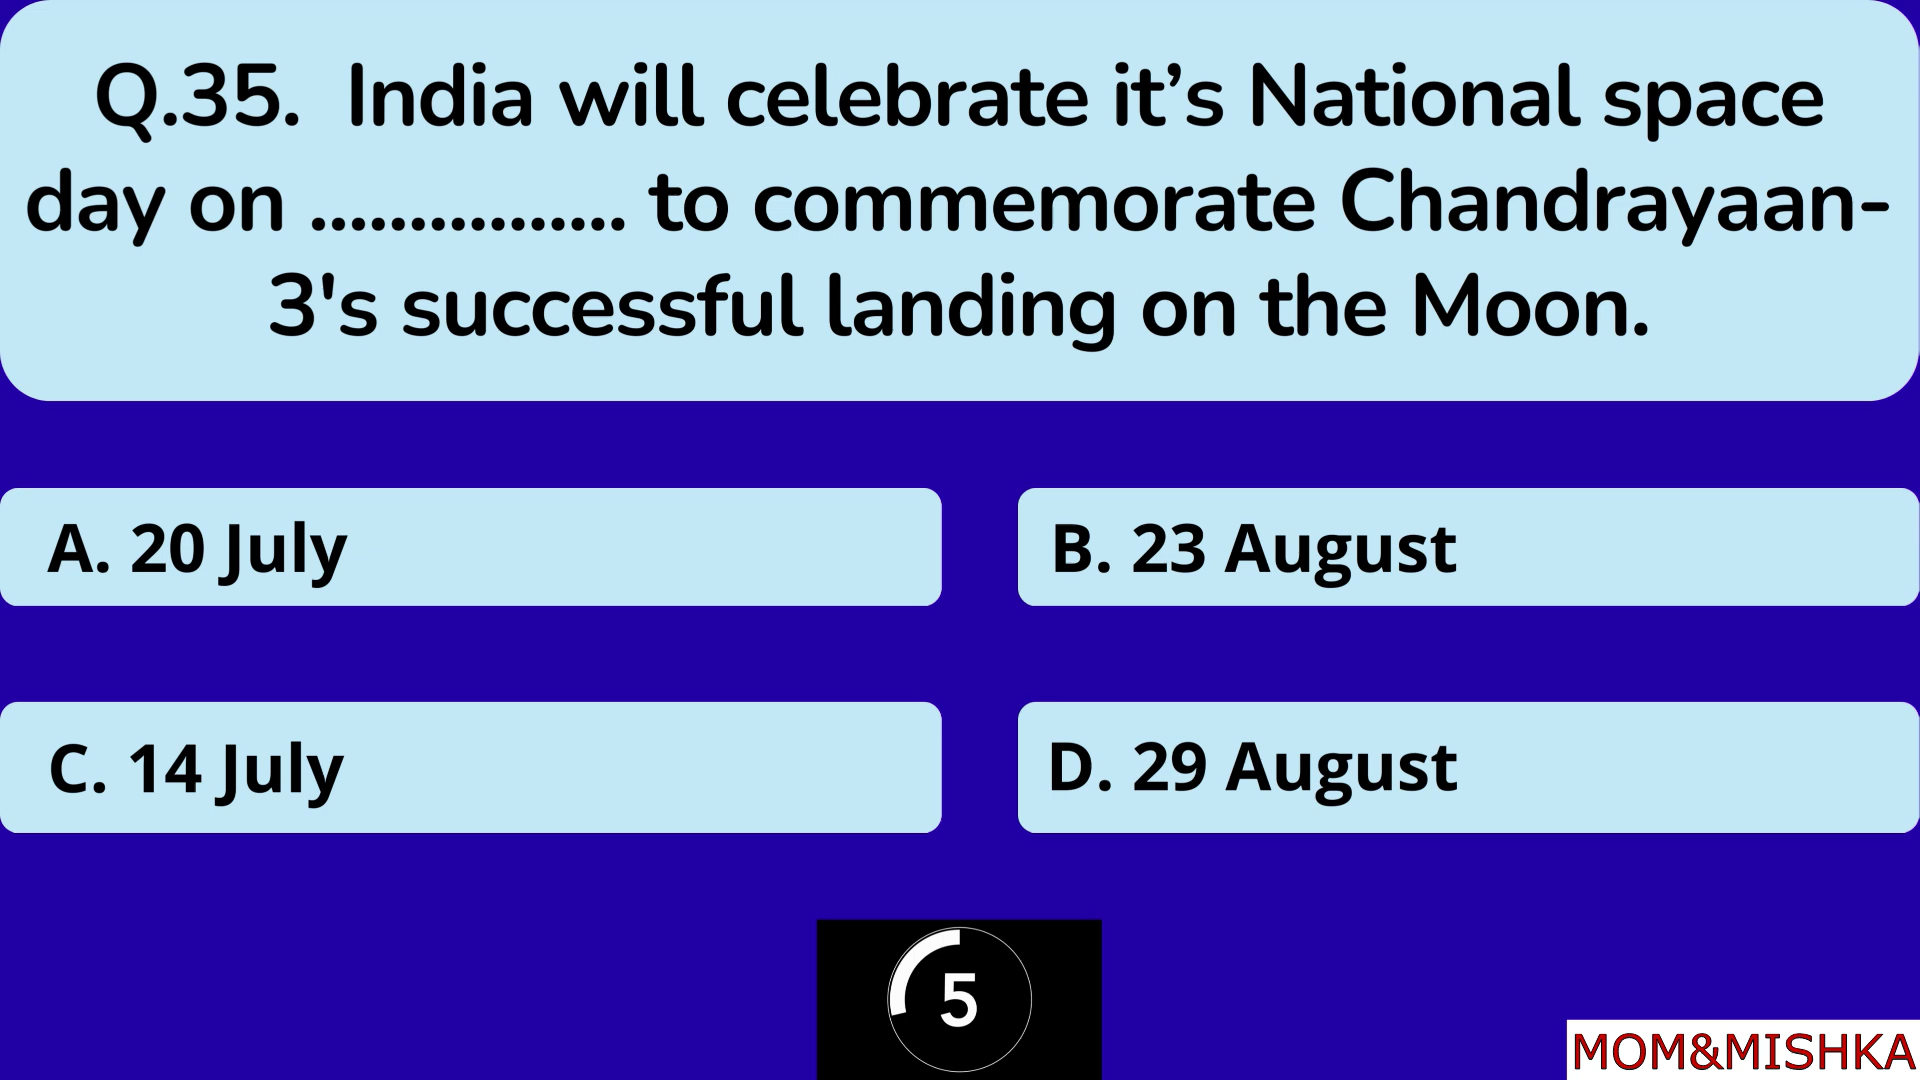 Q.35. India will celebrate it’s National space
day on ................ to commemorate Chandrayaan-
3's successful landing on the Moon.
A. 20 July
B. 23 August
C. 14 July
D. 29 August
5
MOM&MISHKA